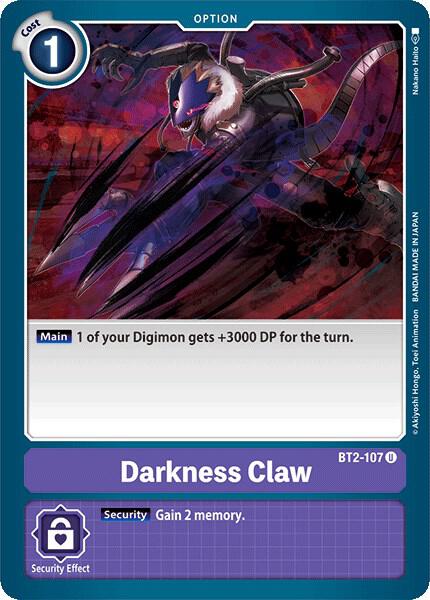 OPTION
Cost
1
Nakano Haito
© Akiyoshi Hongo, Toei Animation BANDAI MADE IN JAPAN
Main 1 of your Digimon gets +3000 DP for the turn.
BT2-107 U
Darkness Claw
Security Gain 2 memory.
Security Effect